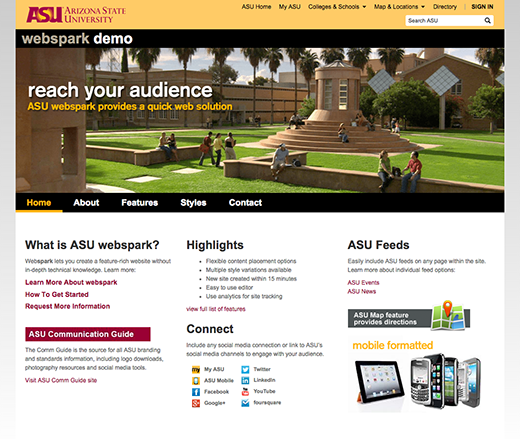 ASU ARIZONA STATE UNIVERSITY
ASU Home My ASU Colleges & Schools Map & Locations Directory SIGN IN
Search ASU
webspark demo
reach your audience
ASU webspark provides a quick web solution
Home About Features Styles Contact
What is ASU webspark?
Webspark lets you create a feature-rich website without
in-depth technical knowledge. Learn more:
Learn More About webspark
How To Get Started
Request More Information
ASU Communication Guide
The Comm Guide is the source for all ASU branding
and standards information, including logo downloads,
photography resources and social media tools.
Visit ASU Comm Guide site
Highlights
Flexible content placement options
Multiple style variations available
New site created within 15 minutes
Easy to use editor
Use analytics for site tracking
view full list of features
Connect
Include any social media connection or link to ASU's
social media channels to engage with your audience.
My ASU Twitter
ASU Mobile LinkedIn
Facebook YouTube
Google+ foursquare
ASU Feeds
Easily include ASU feeds on any page within the site.
Learn more about individual feed options:
ASU Events
ASU News
ASU Map feature
provides directions
mobile formatted